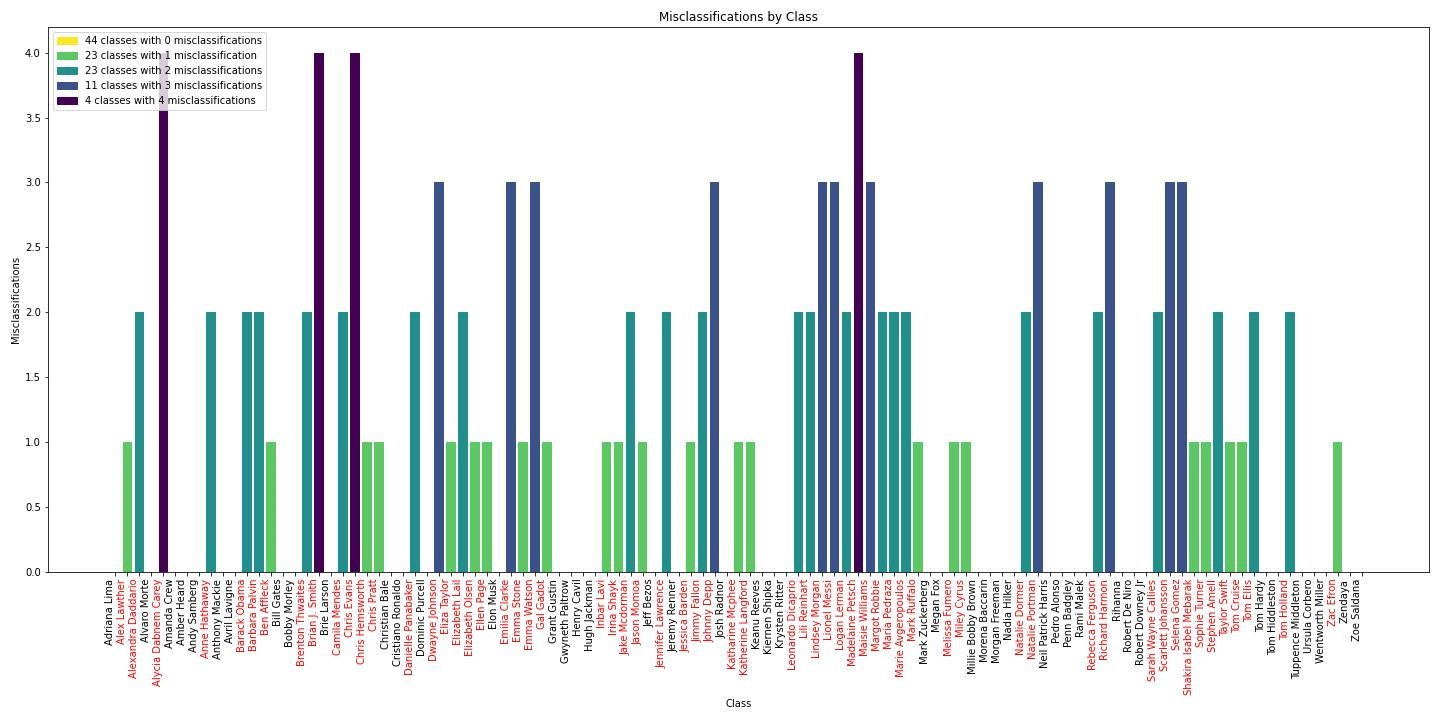 Misclassifications by Class
44 classes with 0 misclassifications
23 classes with 1 misclassification
23 classes with 2 misclassifications
11 classes with 3 misclassifications
4 classes with 4 misclassifications
Misclassifications
4.0
3.5
3.0
2.5
2.0
1.5
1.0
0.5
0.0
Adriana Lima
Alex Lawther
Alexandra Daddario
Alvaro Morte
Alycia Dabnem Carey
Amanda Crew
Amber Heard
Andy Samberg
Anne Hathaway
Anthony Mackie
Avril Lavigne
Barack Obama
Barbara Palvin
Ben Affleck
Bill Gates
Bobby Morley
Brenton Thwaites
Brian J. Smith
Brie Larson
Camila Mendes
Chris Evans
Chris Hemsworth
Chris Pratt
Christian Bale
Cristiano Ronaldo
Danielle Panabaker
Dominic Purcell
Dwayne Johnson
Eliza Taylor
Elizabeth Lail
Elizabeth Olsen
Ellen Page
Elon Musk
Emilia Clarke
Emma Stone
Emma Watson
Gal Gadot
Grant Gustin
Gwyneth Paltrow
Henry Cavil
Hugh Jackman
Inbar Lavi
Irina Shayk
Jake Mcdorman
Jason Momoa
Jeff Bezos
Jennifer Lawrence
Jeremy Renner
Jessica Barden
Jimmy Fallon
Johnny Depp
Josh Radnor
Katharine Mcphee
Katherine Langford
Keanu Reeves
Kiernen Shipka
Krysten Ritter
Leonardo Dicaprio
Lili Reinhart
Lindsey Morgan
Lionel Messi
Logan Lerman
Madelaine Petsch
Maisie Williams
Margot Robbie
Maria Pedraza
Marie Avgeropoulos
Mark Ruffalo
Mark Zuckerberg
Megan Fox
Melissa Fumero
Miley Cyrus
Millie Bobby Brown
Morena Baccarin
Morgan Freeman
Nadia Hilker
Natalie Dormer
Natalie Portman
Neil Patrick Harris
Pedro Alonso
Penn Badgley
Rami Malek
Rebecca Ferguson
Richard Harmon
Rihanna
Robert De Niro
Robert Downey Jr
Sarah Wayne Callies
Scarlett Johansson
Selena Gomez
Shakira Isabel Mebarak
Sophie Turner
Stephen Amell
Taylor Swift
Tom Cruise
Tom Ellis
Tom Hardy
Tom Hiddleston
Tom Holland
Tuppence Middleton
Ursula Corbero
Wentworth Miller
Zac Efron
Zendaya
Zoe Saldana
Class